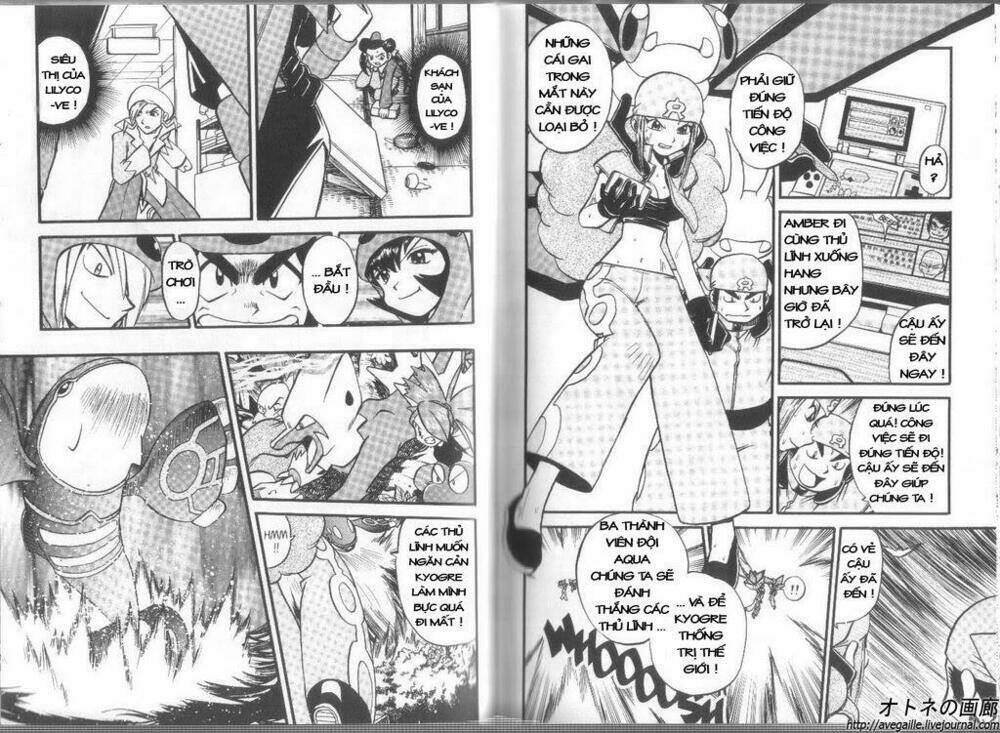 SIÊU
THỊ CỦA
LILYCO
-VE !
KHÁCH
SẠN CỦA
LILYCO
-VE !
TRÒ
CHƠI
...
... BẮT
ĐẦU !
HMM
!!
CÁC THỦ
LĨNH MUỐN
NGĂN CẢN
KYOGRE
LÀM MÌNH
BỰC QUÁ
ĐI MẤT !
NHỮNG
CÁI GAI
TRONG
MẮT NÀY
CẦN ĐƯỢC
LOẠI BỎ !
PHẢI GIỮ
ĐÚNG
TIẾN ĐỘ
CÔNG
VIỆC !
HẢ
?
AMBER ĐI
CÙNG THỦ
LĨNH XUỐNG
HANG
NHƯNG BÂY
GIỜ ĐÃ
TRỞ LẠI !
CẬU ẤY
SẼ ĐẾN
ĐÂY
NGAY !
ĐÚNG LÚC
QUÁ! CÔNG
VIỆC SẼ ĐI
ĐÚNG TIẾN ĐỘ!
CẬU ẤY SẼ ĐẾN
ĐÂY GIÚP
CHÚNG TA !
BA THÀNH
VIÊN ĐỘI
AQUA
CHÚNG TA SẼ
ĐÁNH
THẮNG CÁC
THỦ LĨNH ...
... VÀ ĐỂ
KYOGRE
THỐNG
TRỊ THẾ
GIỚI !
WHOOOOSH
!!
CÓ VẺ
CẬU
ẤY ĐÃ
ĐẾN !
オトネの画廊
http://avegaille.livejournal.com